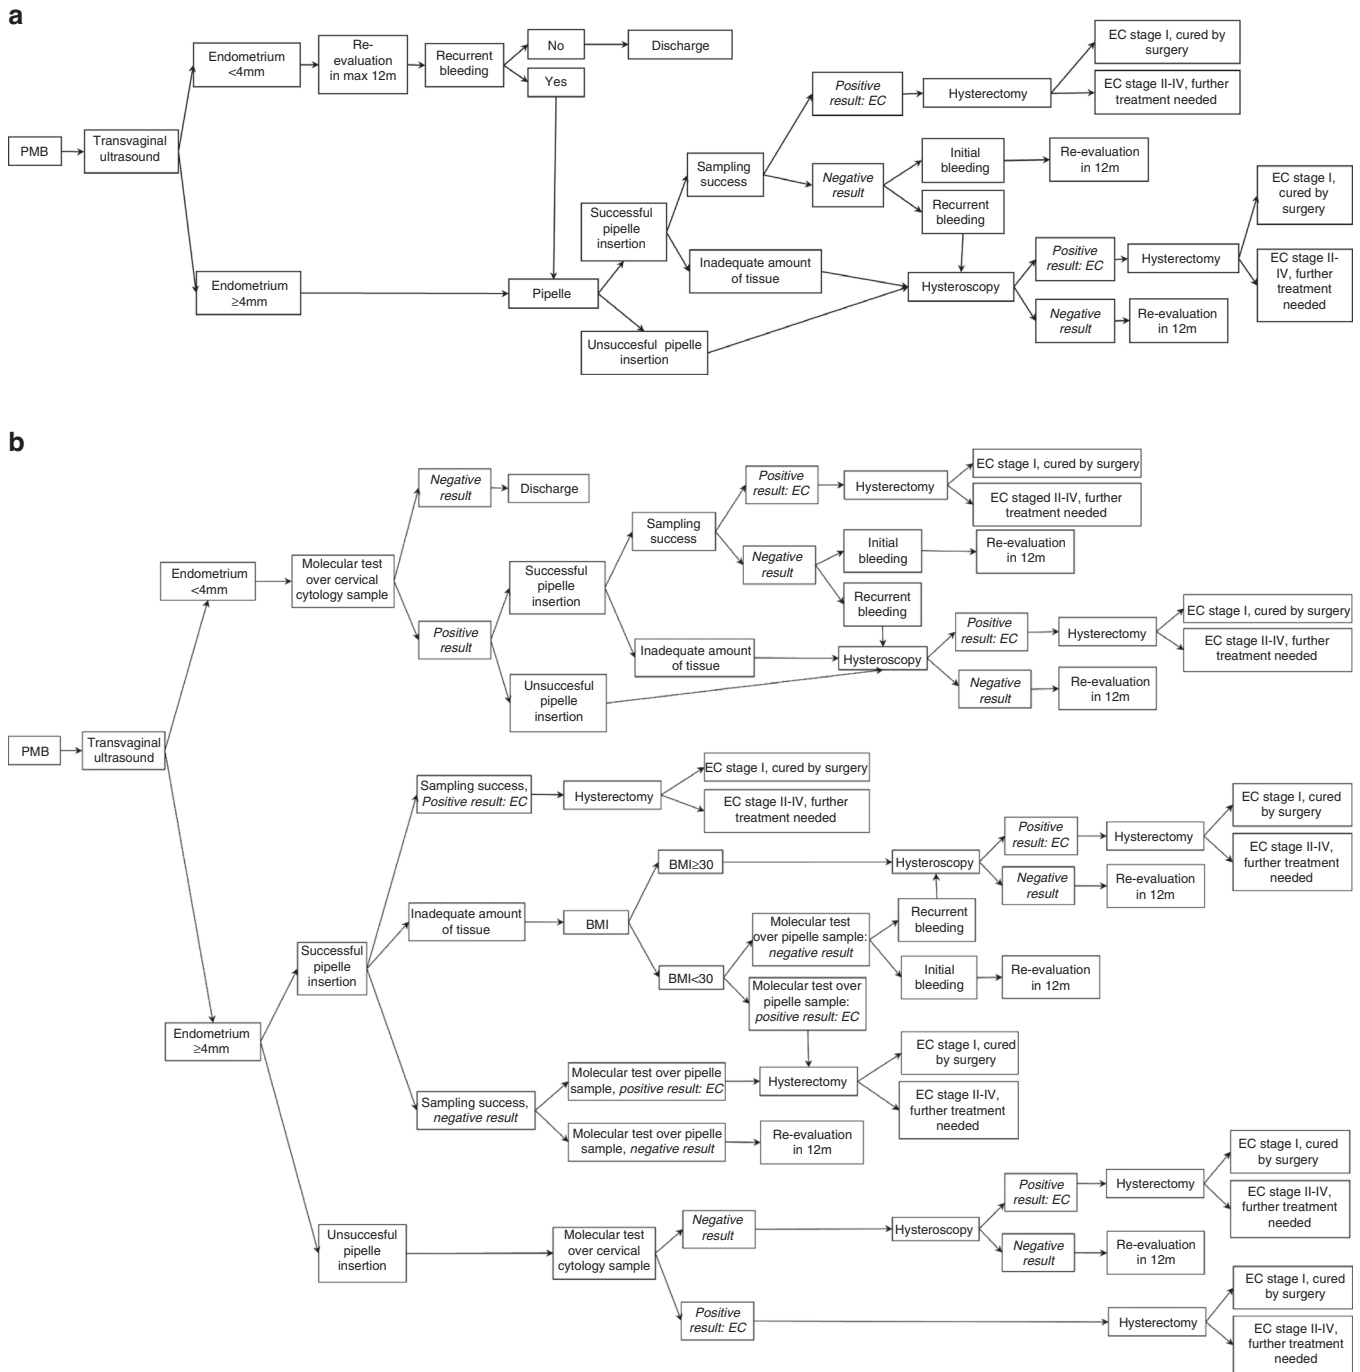 a
PMB
Transvaginal
ultrasound
Endometrium
<4mm
Re-
evaluation
in max 12m
Recurrent
bleeding
No
Discharge
Yes
Endometrium
≥4mm
Pipelle
Successful
pipelle
insertion
Unsuccesful pipelle
insertion
Sampling
success
Inadequate amount
of tissue
Positive
result: EC
Hysterectomy
EC stage I, cured by
surgery
EC stage II-IV, further
treatment needed
Negative
result
Initial
bleeding
Re-evaluation
in 12m
Recurrent
bleeding
Hysteroscopy
Positive
result: EC
Hysterectomy
EC stage I,
cured by
surgery
EC stage II-
IV, further
treatment
needed
Negative
result
Re-evaluation
in 12m
b
PMB
Transvaginal
ultrasound
Endometrium
<4mm
Molecular test
over cervical
cytology sample
Negative
result
Discharge
Positive
result
Successful
pipelle
insertion
Unsuccesful
pipelle
insertion
Sampling
success
Inadequate amount
of tissue
Positive
result: EC
Hysterectomy
EC stage I, cured by surgery
EC staged II-IV, further
treatment needed
Negative
result
Initial
bleeding
Re-evaluation
in 12m
Recurrent
bleeding
Hysteroscopy
Positive
result: EC
Hysterectomy
EC stage I, cured by surgery
EC stage II-IV, further
treatment needed
Negative
result
Re-evaluation
in 12m
Endometrium
≥4mm
Successful
pipelle
insertion
Sampling success,
Positive result: EC
Hysterectomy
EC stage I, cured by surgery
EC stage II-IV, further
treatment needed
Inadequate amount
of tissue
BMI
BMI≥30
Hysteroscopy
Positive
result: EC
Hysterectomy
EC stage I, cured
by surgery
EC stage II-IV,
further treatment
needed
Negative
result
Re-evaluation
in 12m
BMI<30
Molecular test
over pipelle sample:
negative result
Recurrent
bleeding
Initial
bleeding
Re-evaluation
in 12m
Molecular test over
pipelle sample:
positive result: EC
Sampling success,
negative result
Molecular test over pipelle
sample, positive result: EC
Hysterectomy
EC stage I, cured
by surgery
EC stage II-IV,
further treatment
needed
Molecular test over pipelle
sample, negative result
Re-evaluation
in 12m
Unsuccesful
pipelle
insertion
Molecular test
over cervical
cytology sample
Negative
result
Hysteroscopy
Positive
result: EC
Hysterectomy
EC stage I, cured
by surgery
EC stage II-IV,
further treatment
needed
Negative
result
Re-evaluation
in 12m
Positive
result: EC
Hysterectomy
EC stage I, cured
by surgery
EC stage II-IV,
further treatment
needed